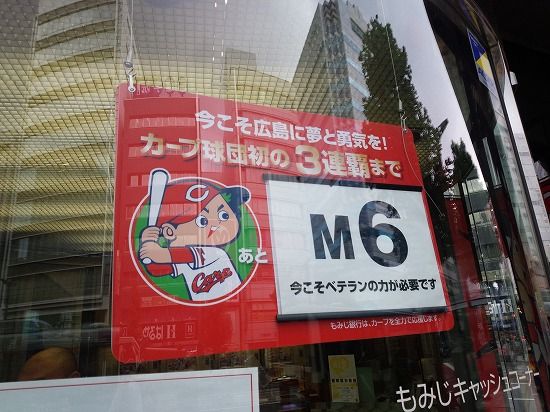 今こそ広島に夢と勇気を！
カープ球団初の3連覇まで
C
Carp
あと
M6
今こそベテランの力が必要です
もみじ銀行は、カープを全力で応援します。
もみじキャッシュコーナー